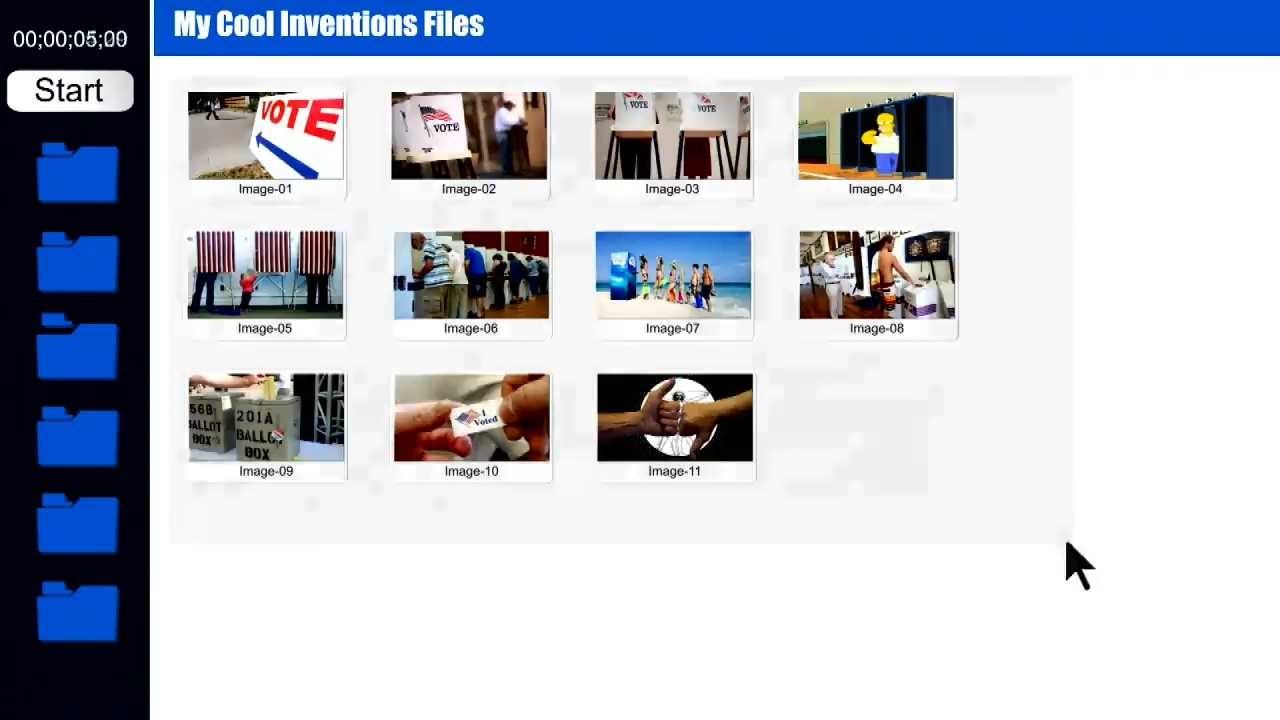 My Cool Inventions Files
00;00;05;
Start
VOTE
VOTE
VOTE
VOTE
Image-01
Image-02
Image-03
Image-04
Image-05
Image-06
Image-07
Image-08
56B
BALLOT
BOX
201A
BALLOT
BOX
I
Voted
Image-09
Image-10
Image-11